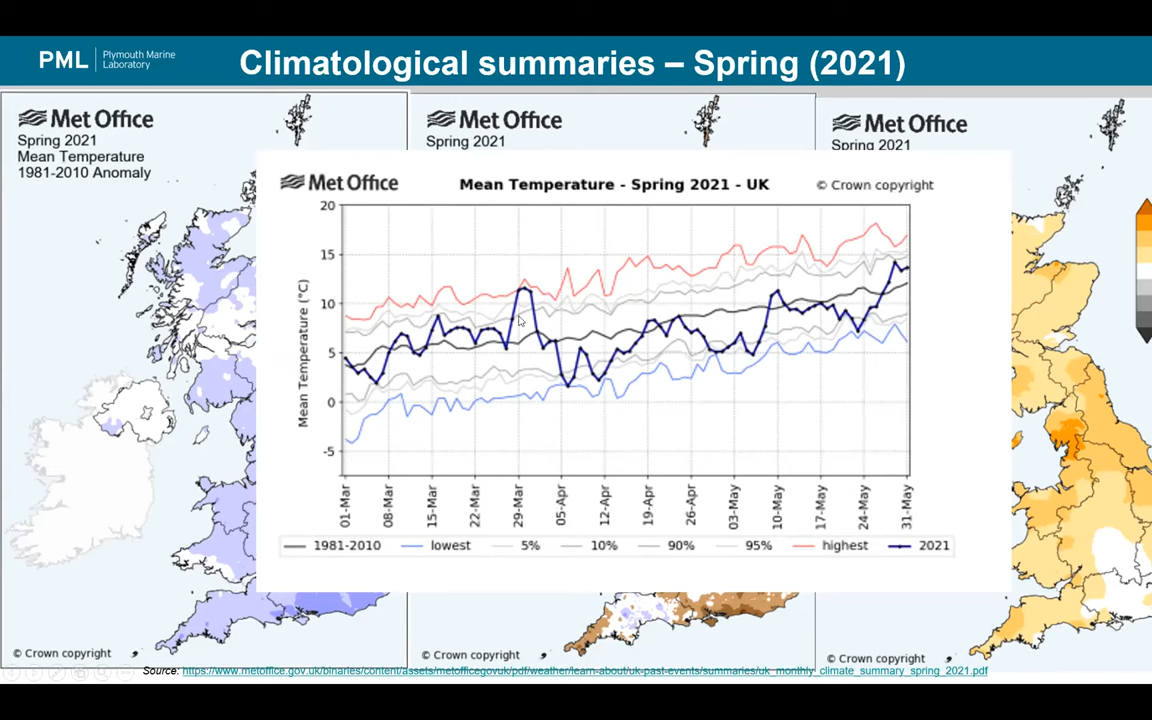 PML
Plymouth Marine
Laboratory
Climatological summaries – Spring (2021)
Met Office
Spring 2021
Mean Temperature
1981-2010 Anomaly
Met Office
Spring 2021
Met Office
Spring 2021
Met Office
Mean Temperature - Spring 2021 - UK
© Crown copyright
Mean Temperature (°C)
20
15
10
5
0
-5
01-Mar
08-Mar
15-Mar
22-Mar
29-Mar
05-Apr
12-Apr
19-Apr
26-Apr
03-May
10-May
17-May
24-May
31-May
1981-2010 lowest 5% 10% 90% 95% highest 2021
© Crown copyright
© Crown copyright
© Crown copyright
Source: https://www.metoffice.gov.uk/binaries/content/assets/metofficegovuk/pdf/weather/learn-about/uk-past-events/summaries/uk_monthly_climate_summary_spring_2021.pdf